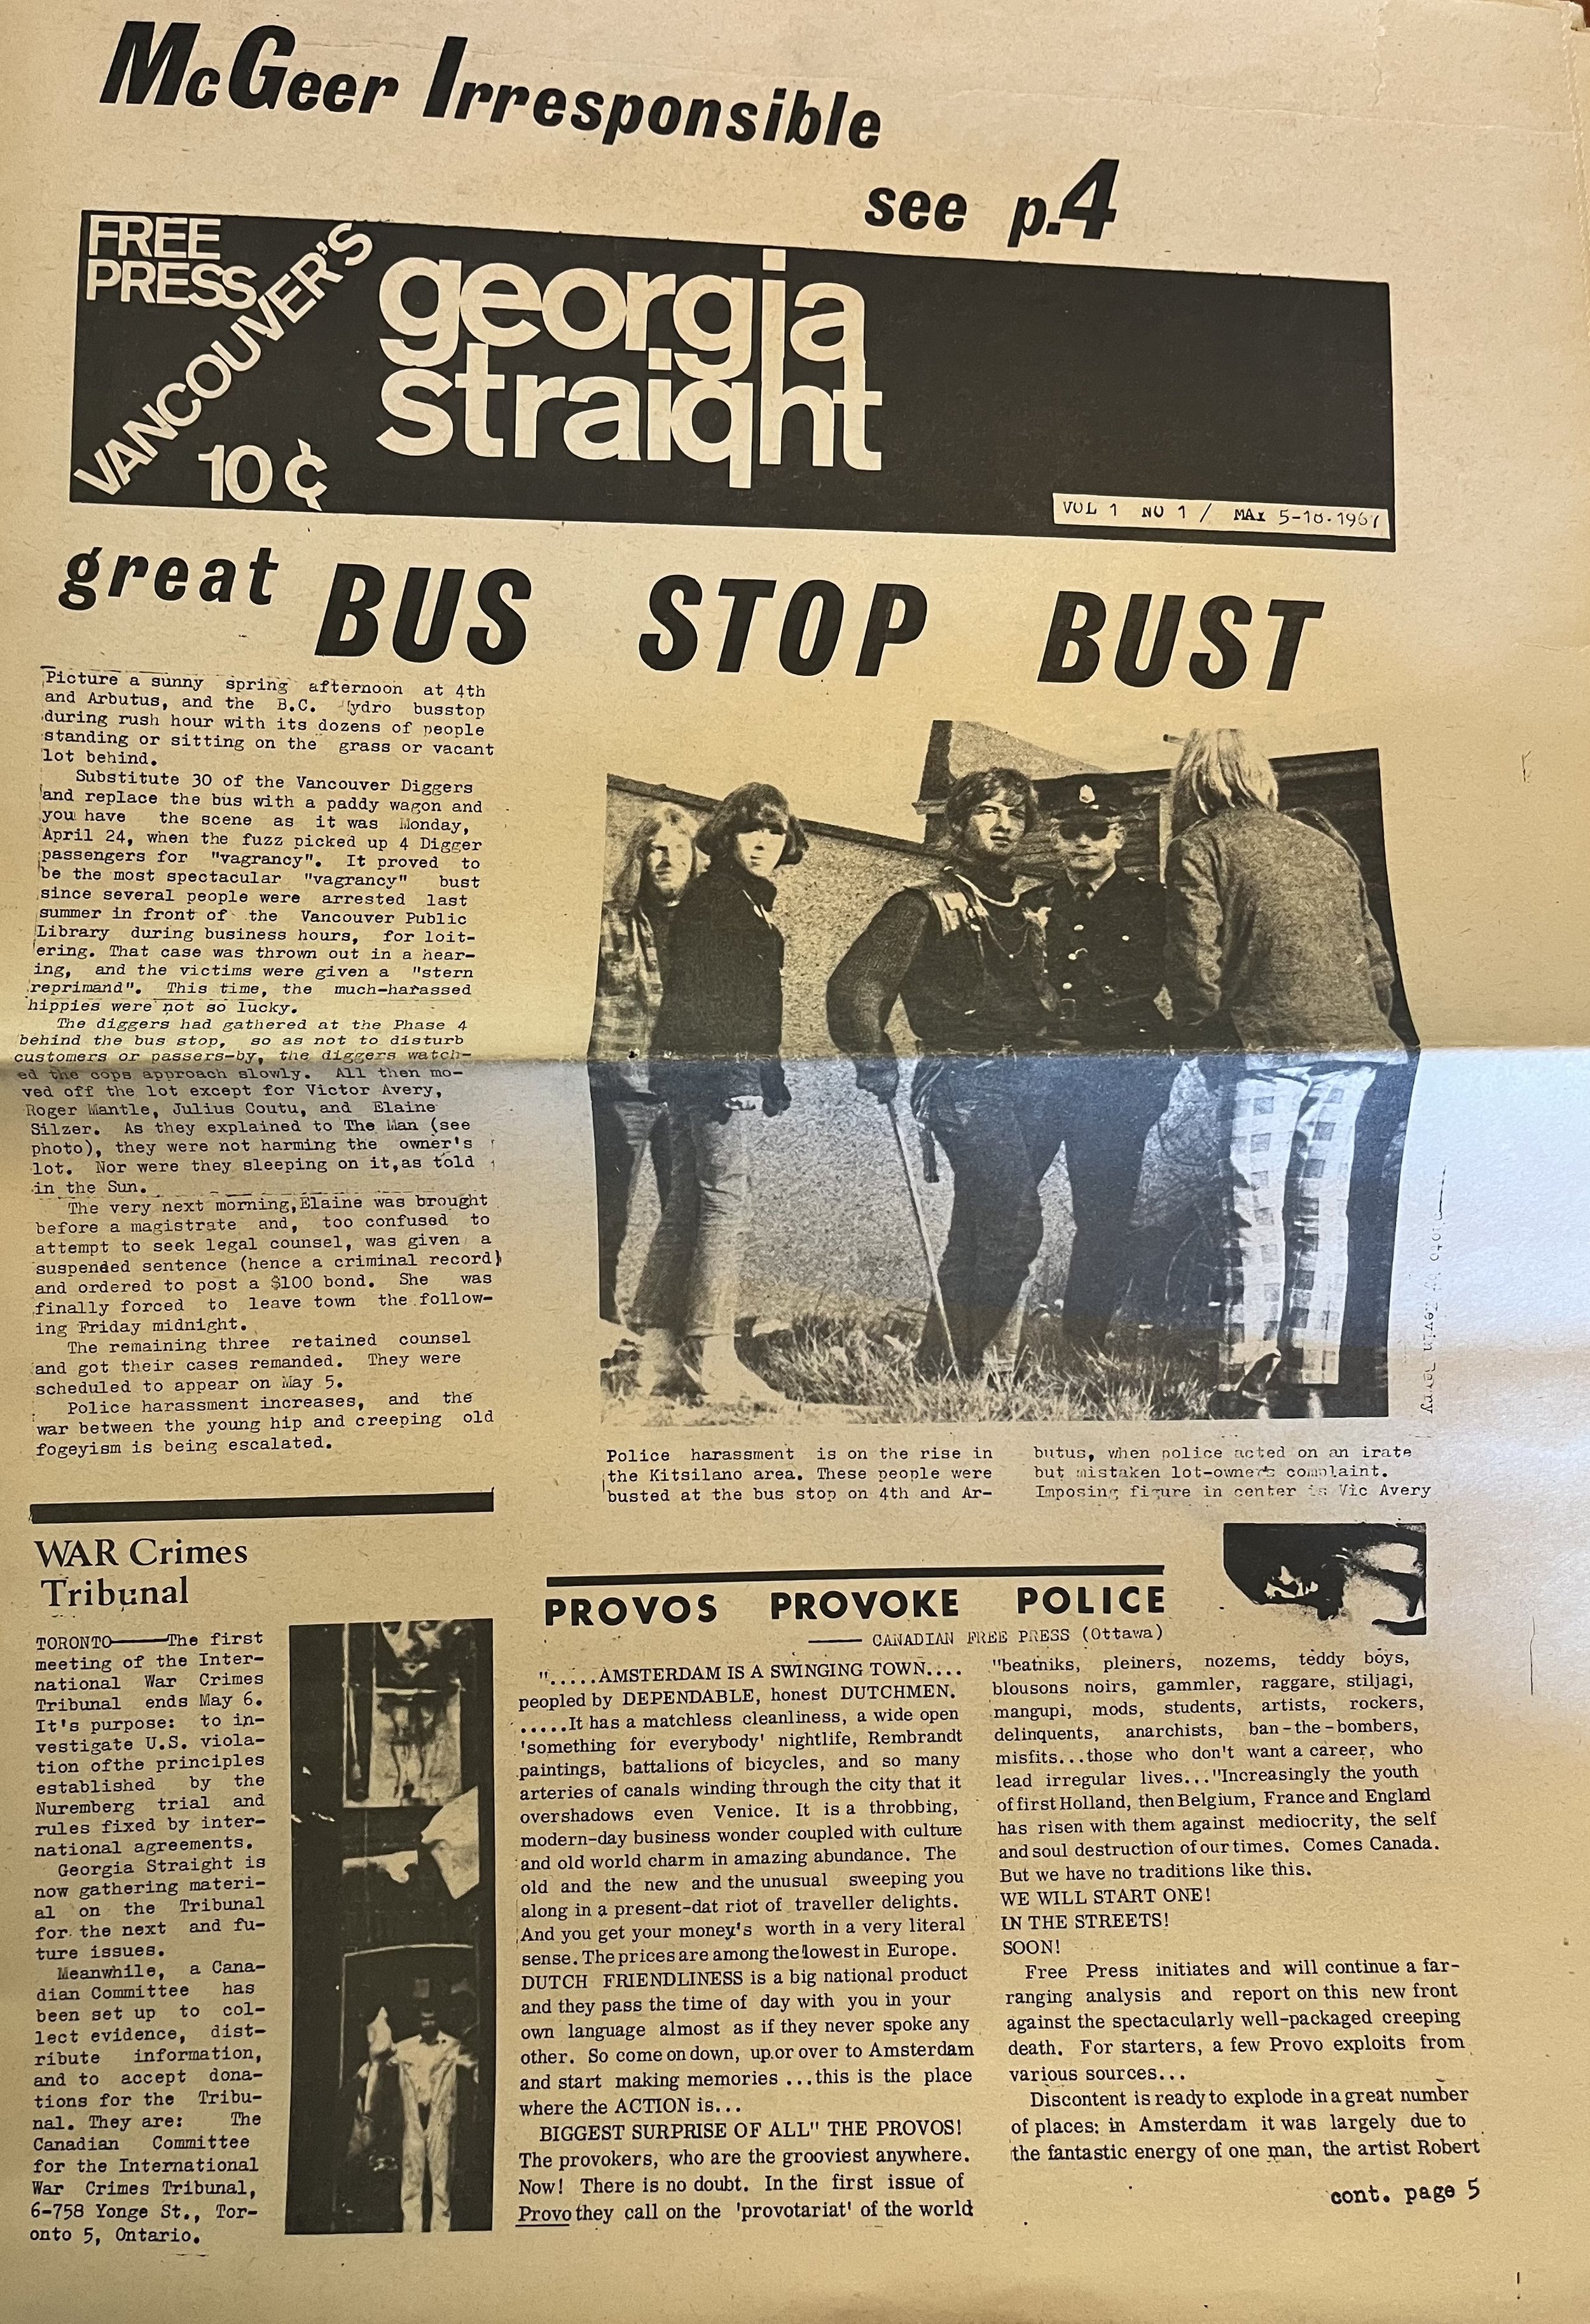 McGeer Irresponsible
see p.4
FREE
PRESS
VANCOUVER'S
10¢
georgia
straight
VOL 1 NO 1 / MAY 5-18.1967
great BUS STOP BUST
Picture a sunny spring afternoon at 4th
and Arbutus, and the B.C. Hydro busstop
during rush hour with its dozens of people
standing or sitting on the grass or vacant
lot behind.
Substitute 30 of the Vancouver Diggers
and replace the bus with a paddy wagon and
you have the scene as it was Monday,
April 24, when the fuzz picked up 4 Digger
passengers for "vagrancy". It proved to
be the most spectacular "vagrancy" bust
since several people were arrested last
summer in front of the Vancouver Public
Library during business hours, for loit-
ering. That case was thrown out in a hear-
ing, and the victims were given a "stern
reprimand". This time, the much-harassed
hippies were not so lucky.
The diggers had gathered at the Phase 4
behind the bus stop, so as not to disturb
customers or passers-by, the diggers watch-
ed the cops approach slowly. All then mo-
ved off the lot except for Victor Avery,
Roger Mantle, Julius Coutu, and Elaine
Silzer. As they explained to The Man (see
photo), they were not harming the owner's
lot. Nor were they sleeping on it,as told
in the Sun.
The very next morning,Elaine was brought
before a magistrate and, too confused to
attempt to seek legal counsel, was given a
suspended sentence (hence a criminal record)
and ordered to post a $100 bond. She was
finally forced to leave town the follow-
ing Friday midnight.
The remaining three retained counsel
and got their cases remanded. They were
scheduled to appear on May 5.
Police harassment increases, and the
war between the young hip and creeping old
fogeyism is being escalated.
Police harassment is on the rise in
the Kitsilano area. These people were
busted at the bus stop on 4th and Ar-
butus, when police acted on an irate
but mistaken lot-owner's complaint.
Imposing figure in center is Vic Avery
WAR Crimes
Tribunal
TORONTO——The first
meeting of the Inter-
national War Crimes
Tribunal ends May 6.
It's purpose: to in-
vestigate U.S. viola-
tion ofthe principles
established by the
Nuremberg trial and
rules fixed by inter-
national agreements.
Georgia Straight is
now gathering materi-
al on the Tribunal
for the next and fu-
ture issues.
Meanwhile, a Cana-
dian Committee has
been set up to col-
lect evidence, dist-
ribute information,
and to accept dona-
tions for the Tribu-
nal. They are: The
Canadian Committee
for the International
War Crimes Tribunal,
6-758 Yonge St., Tor-
onto 5, Ontario.
PROVOS PROVOKE POLICE
—— CANADIAN FREE PRESS (Ottawa)
".....AMSTERDAM IS A SWINGING TOWN....
peopled by DEPENDABLE, honest DUTCHMEN.
.....It has a matchless cleanliness, a wide open
'something for everybody' nightlife, Rembrandt
paintings, battalions of bicycles, and so many
arteries of canals winding through the city that it
overshadows even Venice. It is a throbbing,
modern-day business wonder coupled with culture
and old world charm in amazing abundance. The
old and the new and the unusual sweeping you
along in a present-dat riot of traveller delights.
And you get your money's worth in a very literal
sense. The prices are among the lowest in Europe.
DUTCH FRIENDLINESS is a big national product
and they pass the time of day with you in your
own language almost as if they never spoke any
other. So come on down, up.or over to Amsterdam
and start making memories ...this is the place
where the ACTION is...
BIGGEST SURPRISE OF ALL" THE PROVOS!
The provokers, who are the grooviest anywhere.
Now! There is no doubt. In the first issue of
Provo they call on the 'provotariat' of the world
"beatniks, pleiners, nozems, teddy boys,
blousons noirs, gammler, raggare, stiljagi,
mangupi, mods, students, artists, rockers,
delinquents, anarchists, ban-the-bombers,
misfits...those who don't want a career, who
lead irregular lives..."Increasingly the youth
of first Holland, then Belgium, France and England
has risen with them against mediocrity, the self
and soul destruction of our times. Comes Canada.
But we have no traditions like this.
WE WILL START ONE!
IN THE STREETS!
SOON!
Free Press initiates and will continue a far-
ranging analysis and report on this new front
against the spectacularly well-packaged creeping
death. For starters, a few Provo exploits from
various sources...
Discontent is ready to explode in a great number
of places: in Amsterdam it was largely due to
the fantastic energy of one man, the artist Robert
cont. page 5